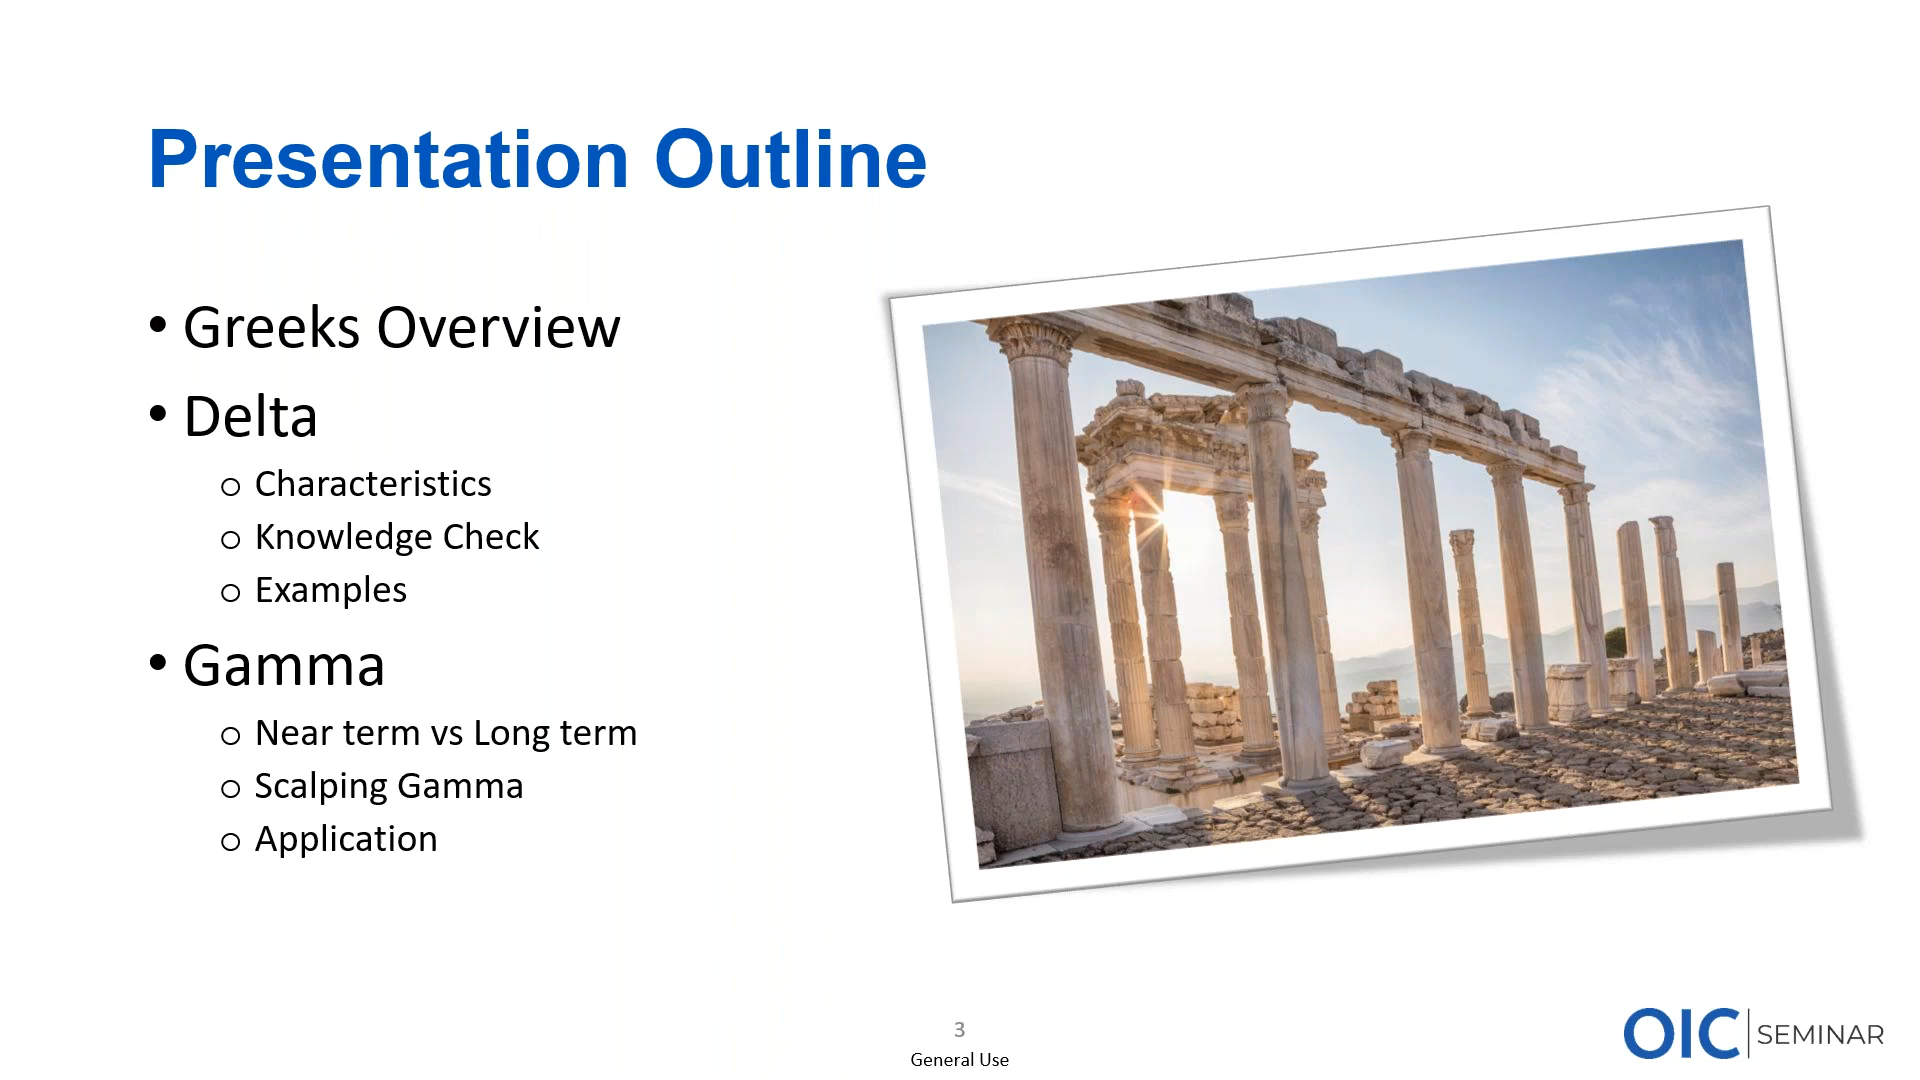 Presentation Outline
• Greeks Overview
• Delta
o Characteristics
o Knowledge Check
o Examples
• Gamma
o Near term vs Long term
o Scalping Gamma
o Application
3
General Use
OIC | SEMINAR